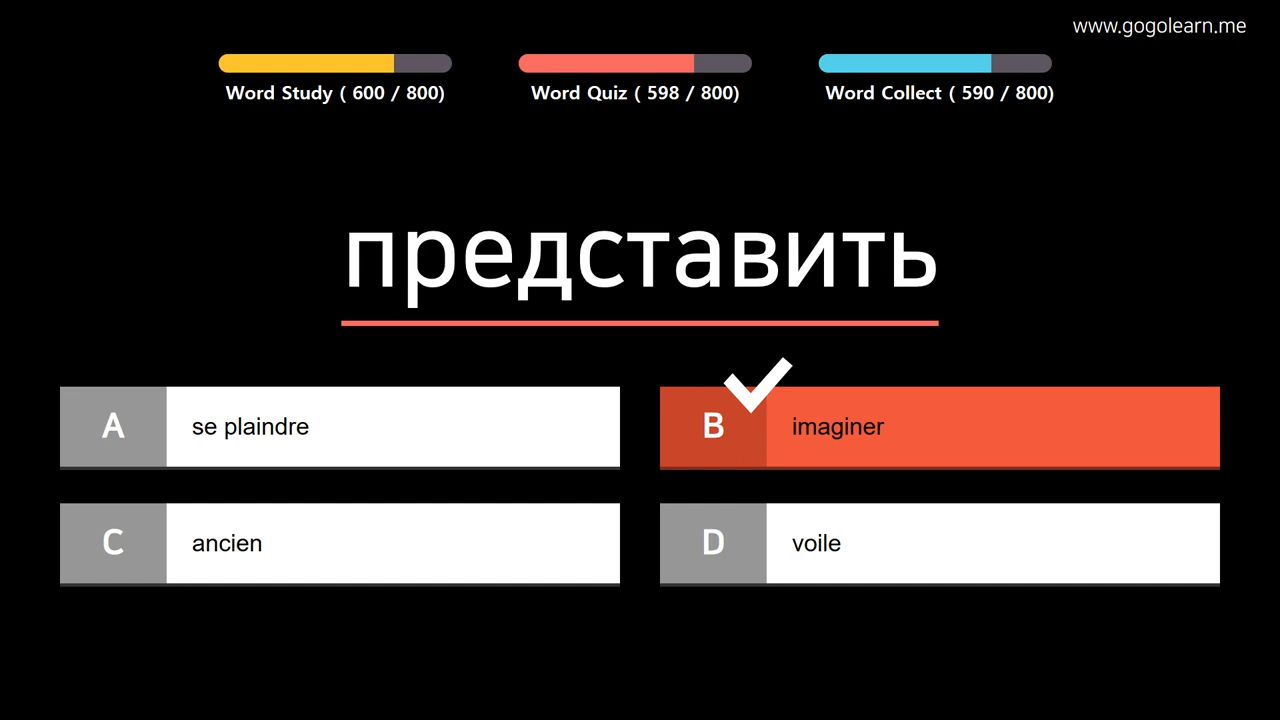 www.gogolearn.me
Word Study ( 600 / 800)
Word Quiz ( 598 / 800)
Word Collect ( 590 / 800)
представить
A se plaindre
B imaginer
C ancien
D voile